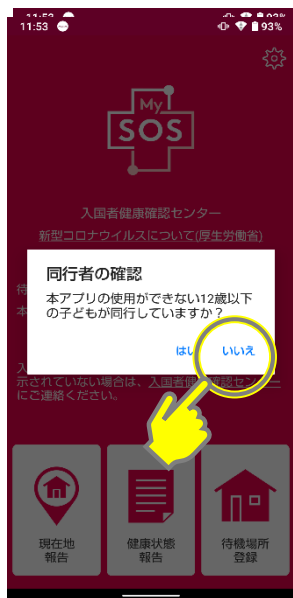 11:53
93%
My
SOS
入国者健康確認センター
新型コロナウイルスについて(厚生労働省)
同行者の確認
本アプリの使用ができない12歳以下
の子どもが同行していますか？
はい いいえ
示されていない場合は、入国者健康確認センター
にご連絡ください。
現在地
報告
健康状態
報告
待機場所
登録